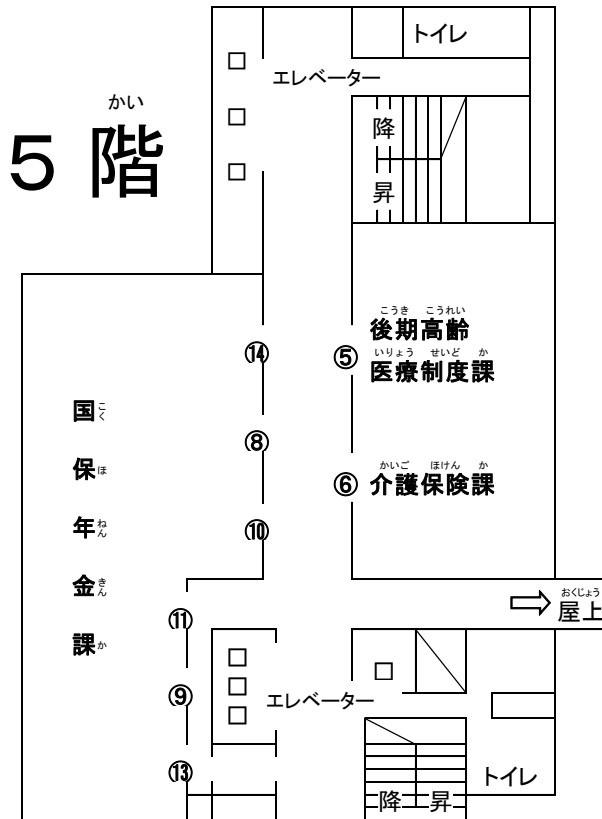 トイレ
エレベーター
かい
5階
降
昇
こうき こうれい
後期高齢
⑭
⑤
いりょう せいど か
医療制度課
国こく
保ほ
年ねん
金きん
課か
⑧
かいご ほけん か
⑥
介護保険課
⑩
おくじょう
屋上
⑪
⑨
エレベーター
⑬
トイレ
降 昇